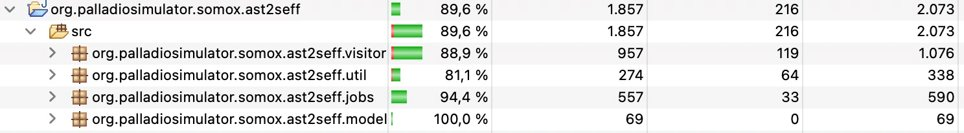 org.palladiosimulator.somox.ast2seff 89,6 % 1.857 216 2.073
src 89,6 % 1.857 216 2.073
org.palladiosimulator.somox.ast2seff.visitor 88,9 % 957 119 1.076
org.palladiosimulator.somox.ast2seff.util 81,1 % 274 64 338
org.palladiosimulator.somox.ast2seff.jobs 94,4 % 557 33 590
org.palladiosimulator.somox.ast2seff.model 100,0 % 69 0 69